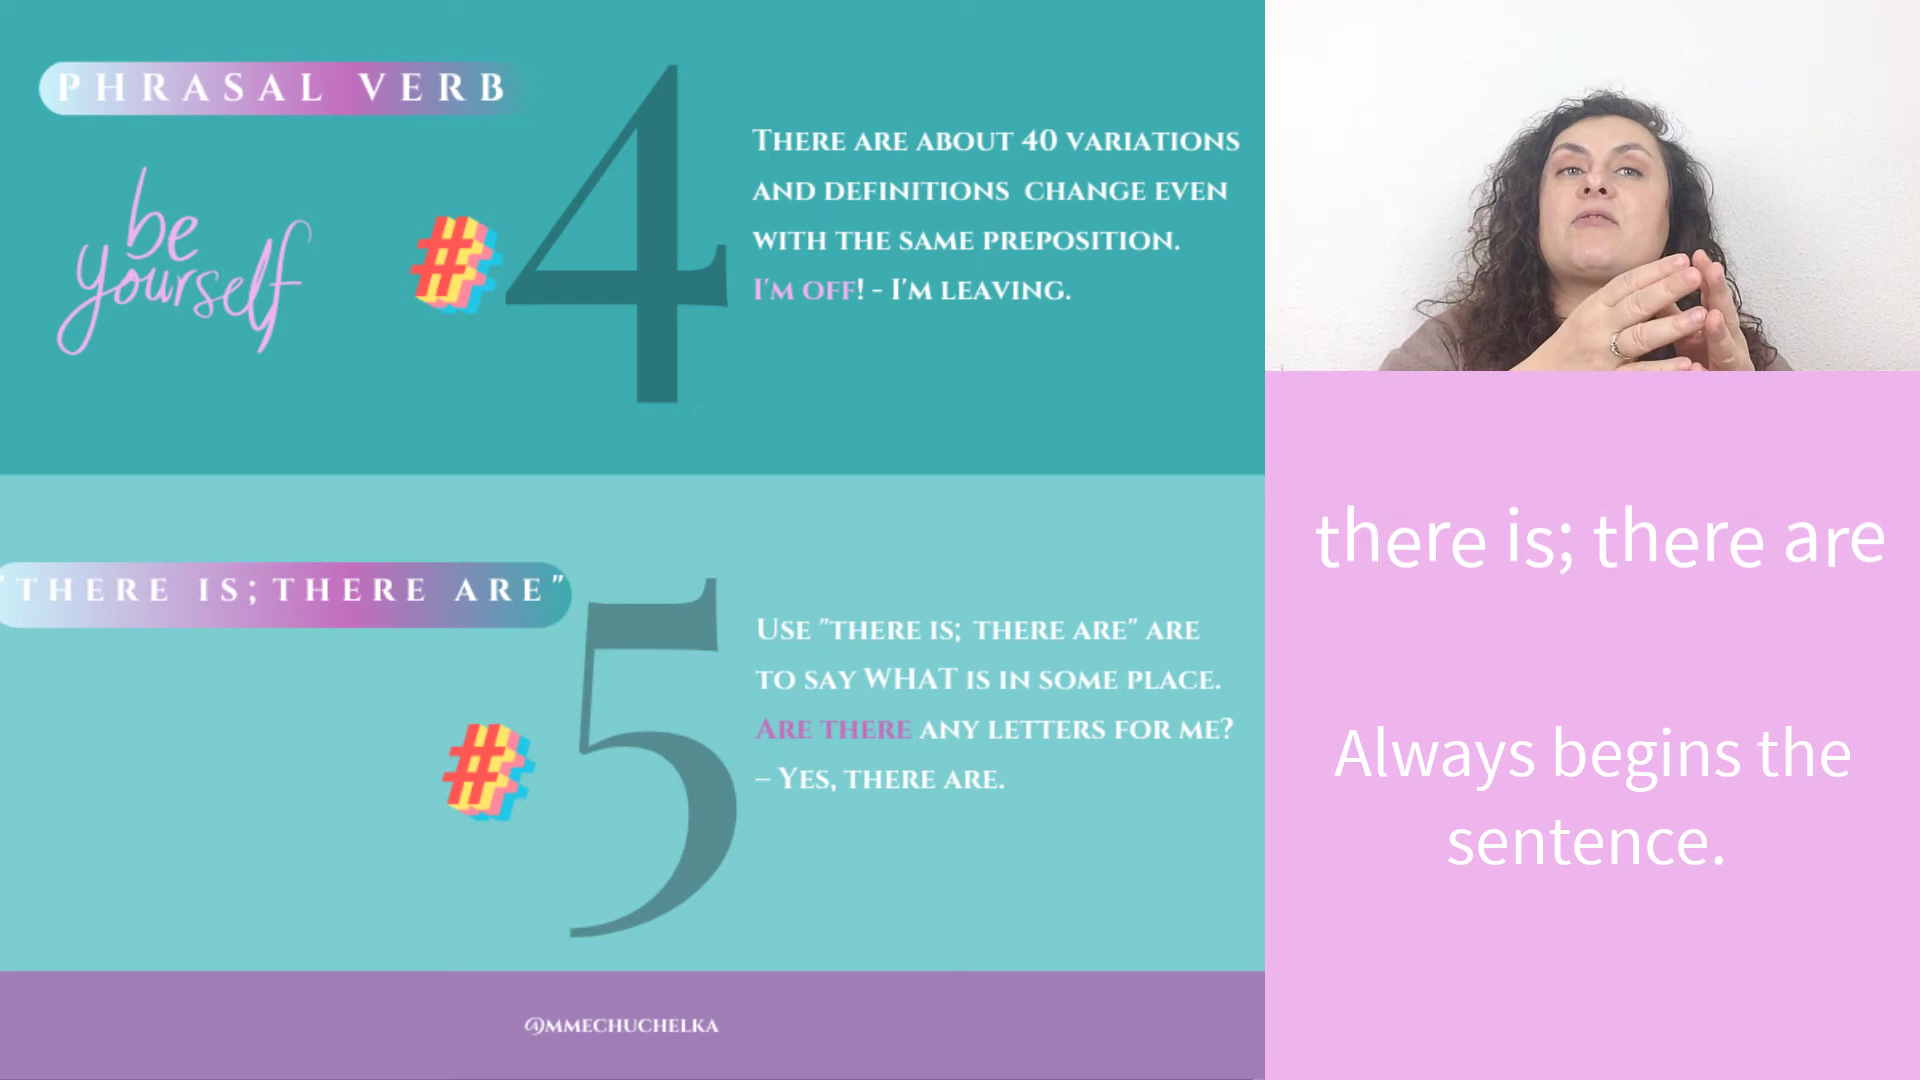 PHRASAL VERB
be
yourself
#4
THERE ARE ABOUT 40 VARIATIONS
AND DEFINITIONS CHANGE EVEN
WITH THE SAME PREPOSITION.
I'M OFF! - I'M LEAVING.
"THERE IS; THERE ARE"
#5
USE "THERE IS; THERE ARE" ARE
TO SAY WHAT IS IN SOME PLACE.
ARE THERE ANY LETTERS FOR ME?
– YES, THERE ARE.
@MMECHUCHELKA
there is; there are
Always begins the
sentence.